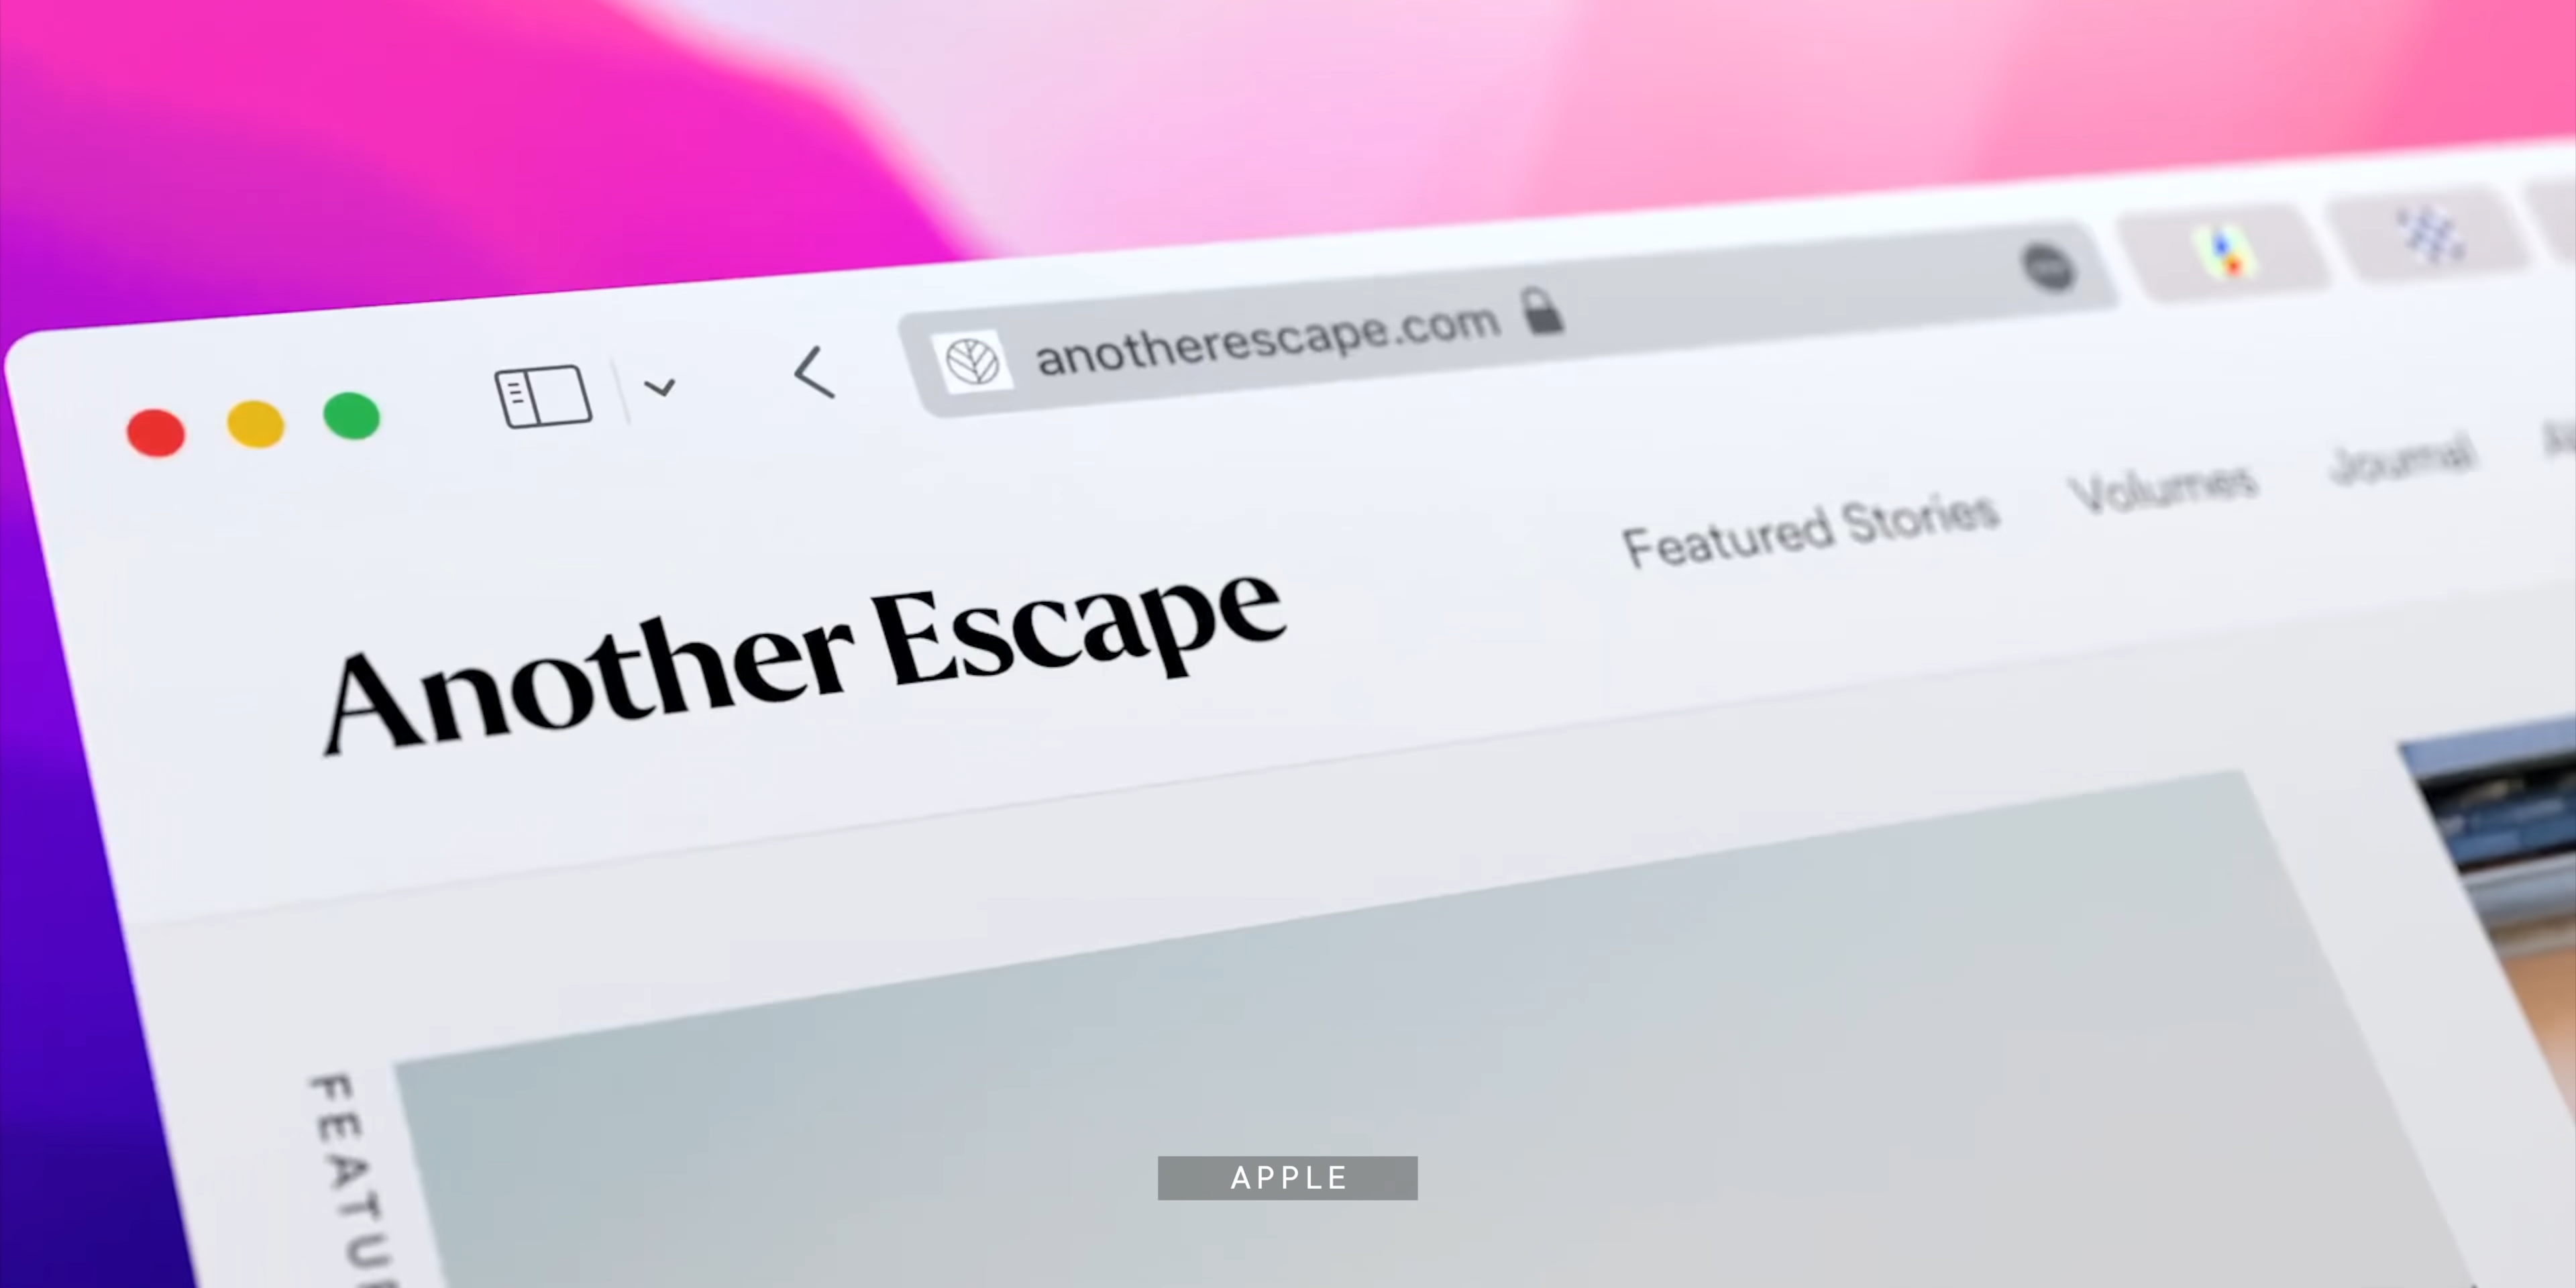 anotherescape.com
Another Escape
Featured Stories
Volumes
Journal
FEATU
APPLE